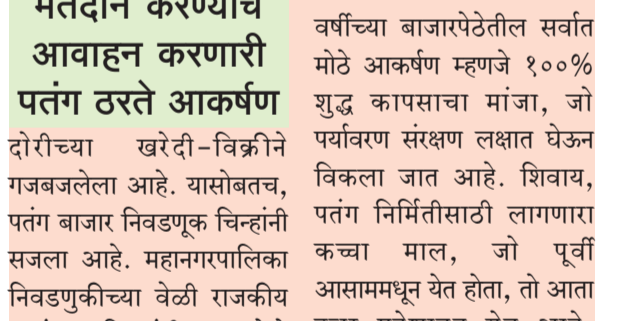 मतदान करण्याचे
आवाहन करणारी
पतंग ठरते आकर्षण
दोरीच्या खरेदी-विक्रीने
गजबजलेला आहे. यासोबतच,
पतंग बाजार निवडणूक चिन्हांनी
सजला आहे. महानगरपालिका
निवडणुकीच्या वेळी राजकीय
वर्षीच्या बाजारपेठेतील सर्वात
मोठे आकर्षण म्हणजे १००%
शुद्ध कापसाचा मांजा, जो
पर्यावरण संरक्षण लक्षात घेऊन
विकला जात आहे. शिवाय,
पतंग निर्मितीसाठी लागणारा
कच्चा माल, जो पूर्वी
आसाममधून येत होता, तो आता